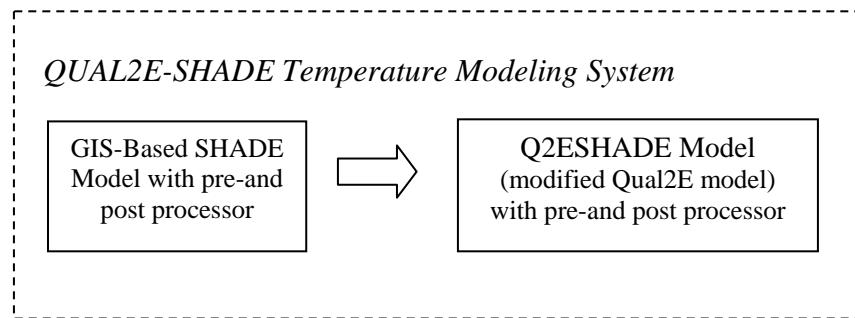 QUAL2E-SHADE Temperature Modeling System
GIS-Based SHADE
Model with pre-and
post processor
Q2ESHADE Model
(modified Qual2E model)
with pre-and post processor